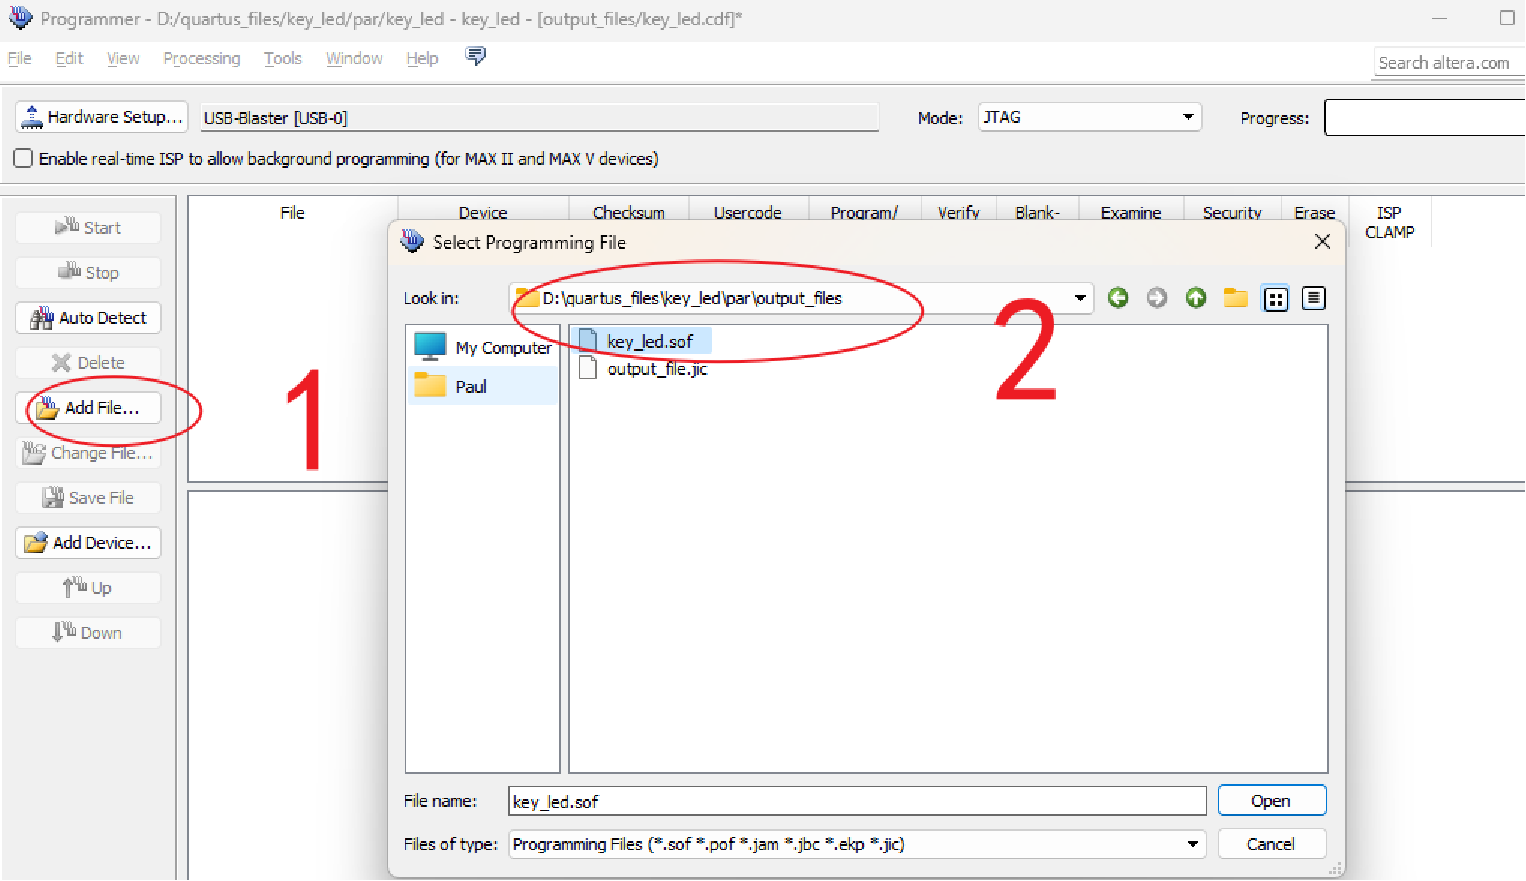 Programmer - D:/quartus_files/key_led/par/key_led - key_led - [output_files/key_led.cdf]*
File Edit View Processing Tools Window Help
Search altera.com
Hardware Setup... USB-Blaster [USB-0] Mode: JTAG Progress:
Enable real-time ISP to allow background programming (for MAX II and MAX V devices)
File Device Checksum Usercode Program/ Verify Blank- Examine Security Erase ISP
CLAMP
Start
Stop
Auto Detect
Delete
Add File...
Change File...
Save File
Add Device...
Up
Down
1
Select Programming File
Look in: D:\quartus_files\key_led\par\output_files
2
My Computer
Paul
key_led.sof
output_file.jic
File name: key_led.sof Open
Files of type: Programming Files (*.sof *.pof *.jam *.jbc *.ekp *.jic) Cancel